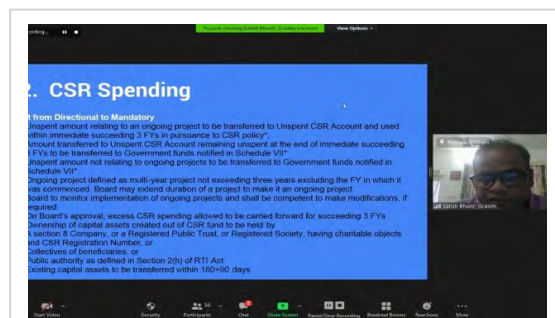 ording...
View Options
2. CSR Spending
t from Directional to Mandatory
Unspent amount relating to an ongoing project to be transferred to Unspent CSR Account and used
within immediate succeeding 3 FYs in pursuance to CSR policy*.
Amount transferred to Unspent CSR Account remaining unspent at the end of immediate succeeding
3 FYs to be transferred to Government funds notified in Schedule VII*
Unspent amount not relating to ongoing projects to be transferred to Government funds notified in
Schedule VII*
Ongoing project defined as multi-year project not exceeding three years excluding the FY in which it
was commenced. Board may extend duration of a project to make it an ongoing project
Board to monitor implementation of ongoing projects and shall be competent to make modifications, if
required
On Board's approval, excess CSR spending allowed to be carried forward for succeeding 3 FYs
Ownership of capital assets created out of CSR fund to be held by
A section 8 Company, or a Registered Public Trust, or Registered Society, having charitable objects
and CSR Registration Number, or
Collectives of beneficiaries, or
Public authority as defined in Section 2(h) of RTI Act
Existing capital assets to be transferred within 180+90 days
Start Video
Security
Participants
Chat
Share Screen
Pause/Stop Recording
Breakout Rooms
Reactions
More